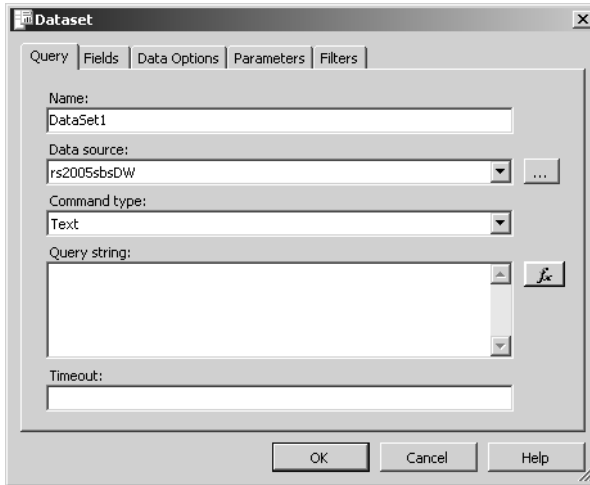 Dataset
Query Fields Data Options Parameters Filters
Name:
DataSet1
Data source:
rs2005sbsDW
...
Command type:
Text
Query string:
fx
Timeout:
OK Cancel Help